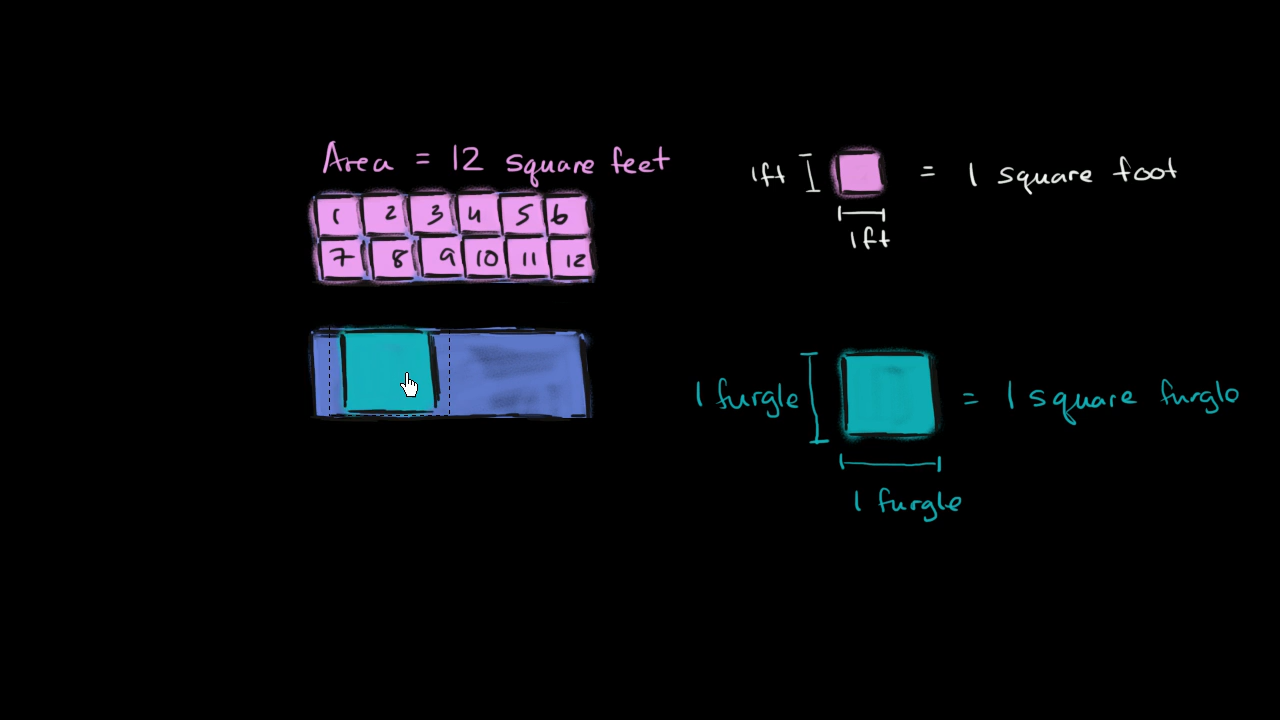 Area = 12 square feet
1 2 3 4 5 6
7 8 9 10 11 12
1ft = 1 square foot
1ft
1 furgle = 1 square furglo
1 furgle